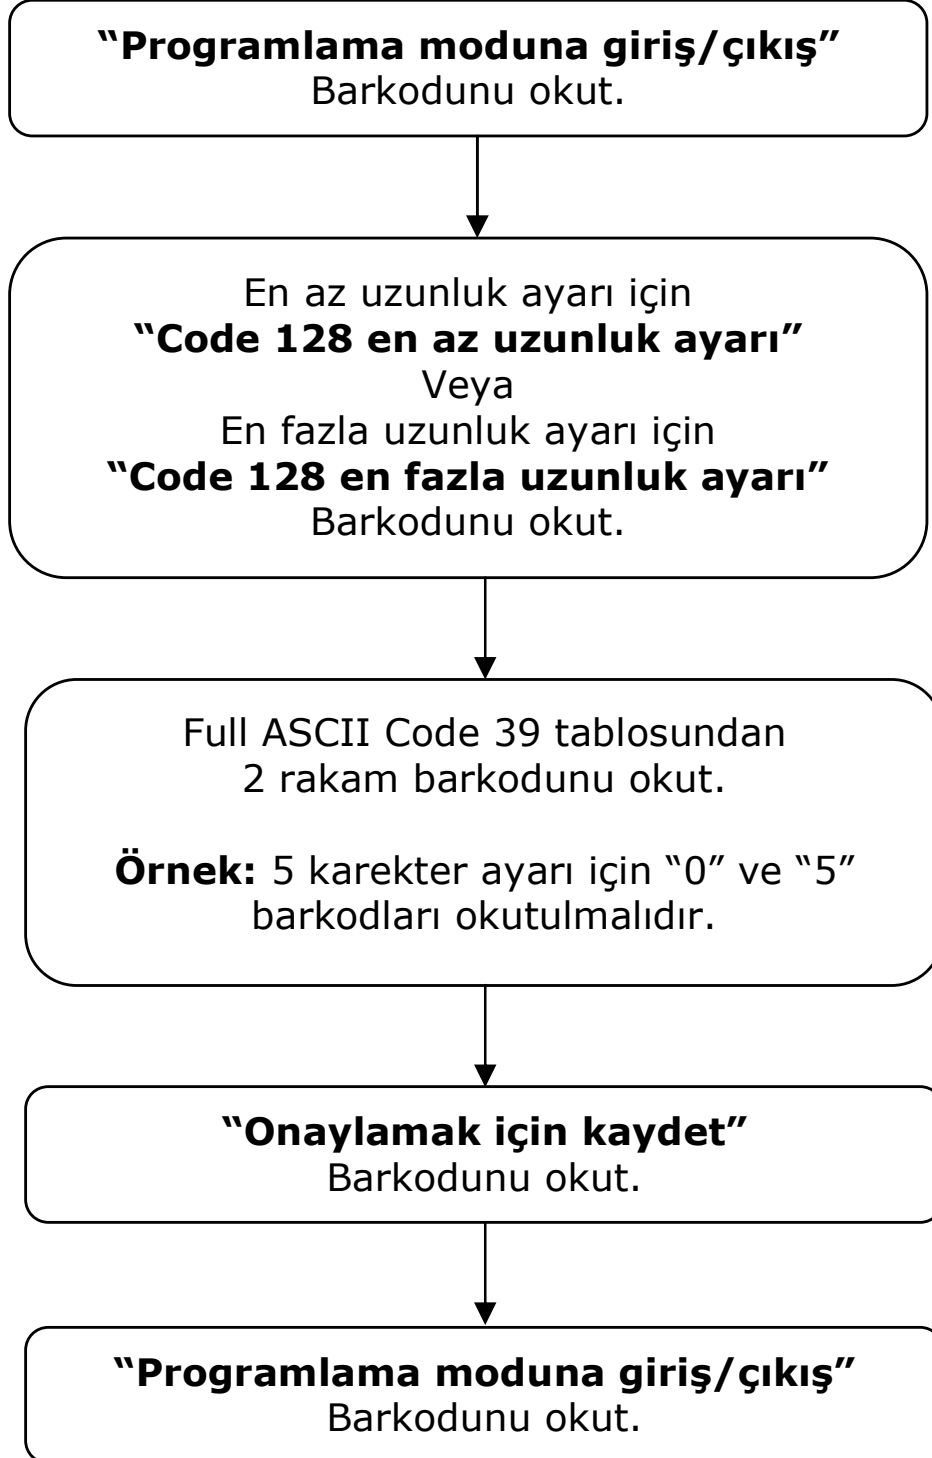 “Programlama moduna giriş/çıkış”
Barkodunu okut.
En az uzunluk ayarı için
“Code 128 en az uzunluk ayarı”
Veya
En fazla uzunluk ayarı için
“Code 128 en fazla uzunluk ayarı”
Barkodunu okut.
Full ASCII Code 39 tablosundan
2 rakam barkodunu okut.
Örnek: 5 karekter ayarı için “0” ve “5”
barkodları okutulmalıdır.
“Onaylamak için kaydet”
Barkodunu okut.
“Programlama moduna giriş/çıkış”
Barkodunu okut.